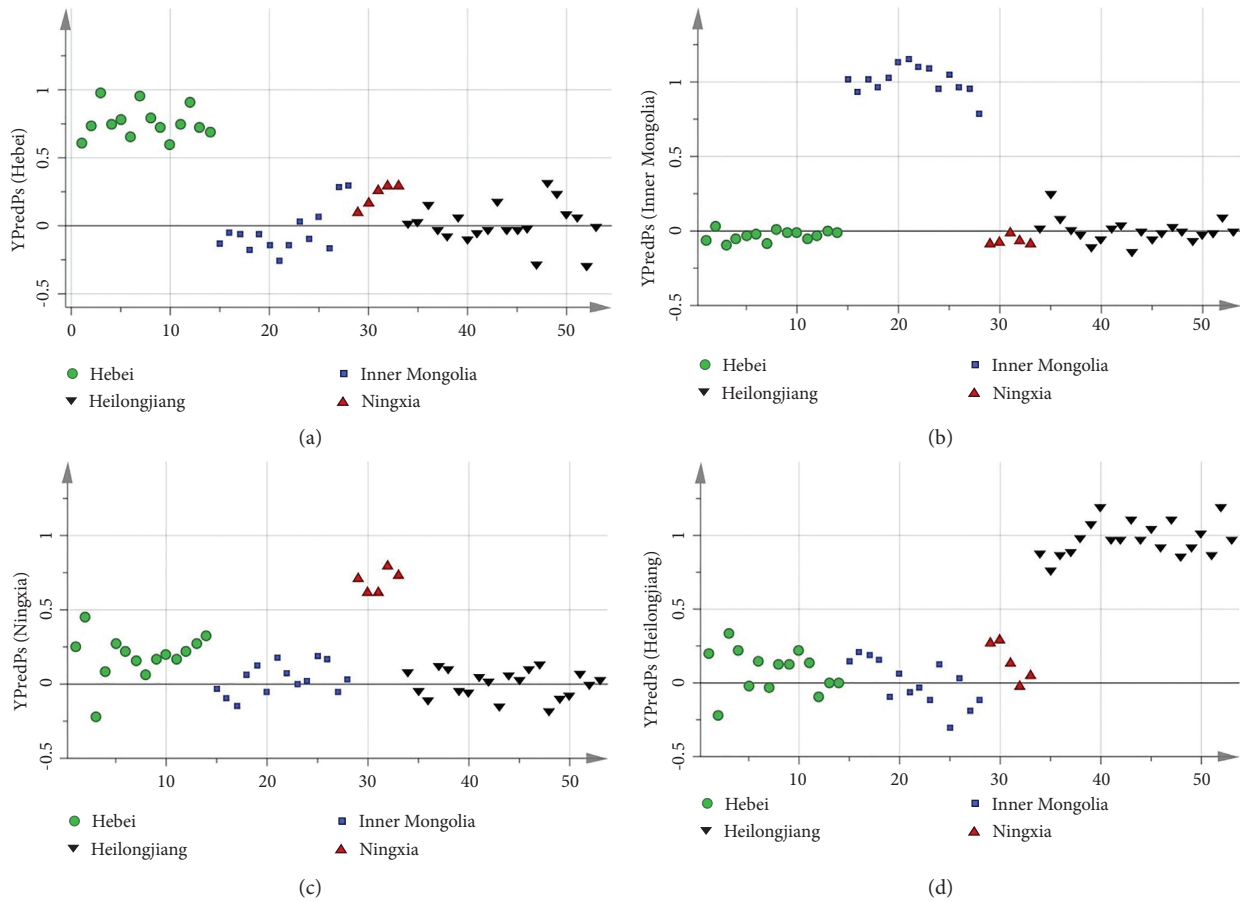 YPredPs (Hebei)
1
0.5
0
-0.5
0 10 20 30 40 50
Hebei Inner Mongolia
Heilongjiang Ningxia
(a)
YPredPs (Inner Mongolia)
1
0.5
0
-0.5
10 20 30 40 50
Hebei Inner Mongolia
Heilongjiang Ningxia
(b)
YPredPs (Ningxia)
1
0.5
0
-0.5
10 20 30 40 50
Hebei Inner Mongolia
Heilongjiang Ningxia
(c)
YPredPs (Heilongjiang)
1
0.5
0
-0.5
10 20 30 40 50
Hebei Inner Mongolia
Heilongjiang Ningxia
(d)